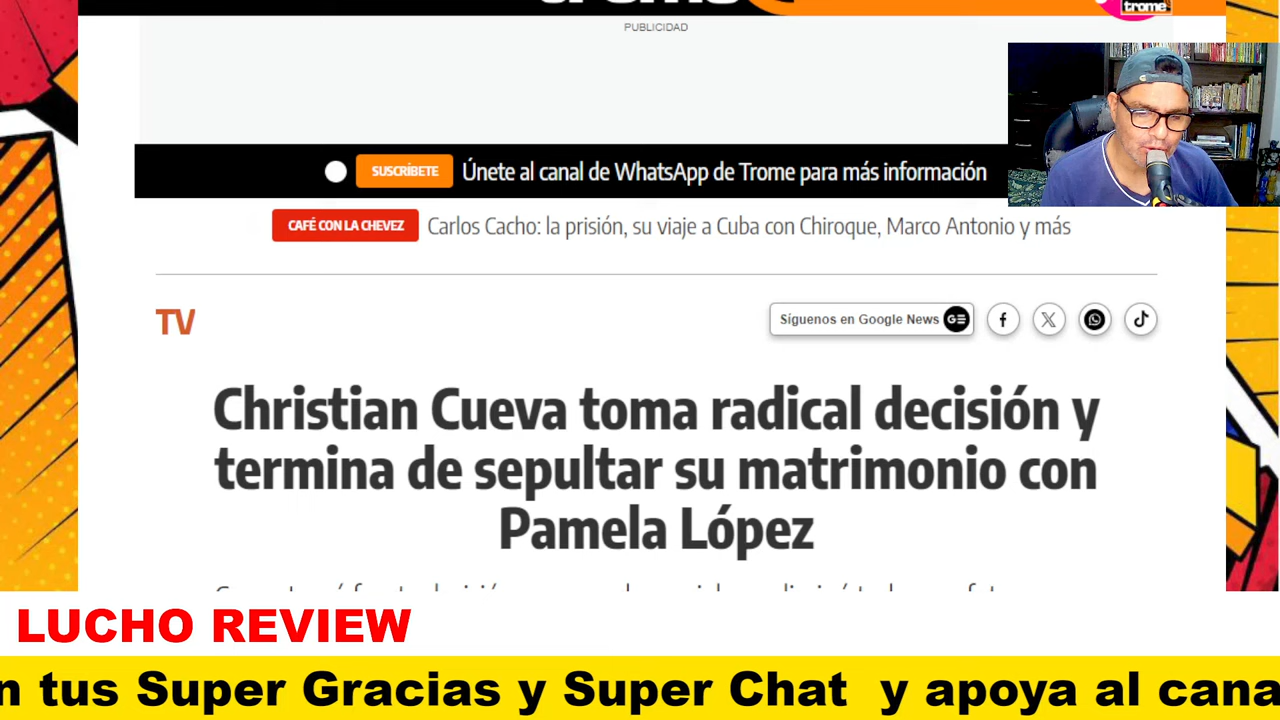 trome
trome
PUBLICIDAD
SUSCRÍBETE Únete al canal de WhatsApp de Trome para más información
CAFÉ CON LA CHEVEZ Carlos Cacho: la prisión, su viaje a Cuba con Chiroque, Marco Antonio y más
TV
Síguenos en Google News
Christian Cueva toma radical decisión y
termina de sepultar su matrimonio con
Pamela López
LUCHO REVIEW
n tus Super Gracias y Super Chat y apoya al cana